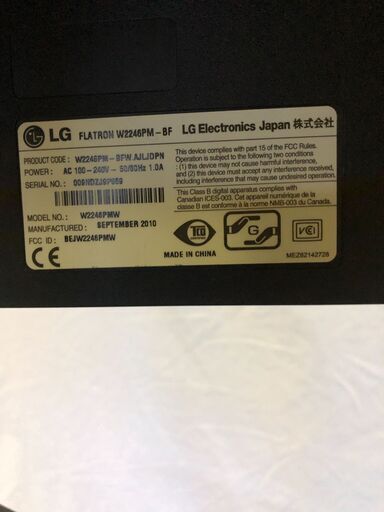 LG FLATRON W2246PM-BF LG Electronics Japan 株式会社
PRODUCT CODE : W2246PM-BFW.AJLJDPN
POWER : AC 100-240V~50/60Hz 1.0A
SERIAL NO. :
MODEL NO. : W2246PMW
MANUFACTURED : SEPTEMBER 2010
FCC ID : BEJW2246PMW
This device complies with part 15 of the FCC Rules.
Operation is subject to the following two conditions:
(1) this device may not cause harmful interference,
and (2) this device must accept any interference
received, including interference that may cause
undesired operation.
This Class B digital apparatus complies with
Canadian ICES-003. Cet appareil numérique de la
classe B est conforme à la norme NMB-003 du Canada.
CE
TCO
G
VCI
MADE IN CHINA
MEZ62142728